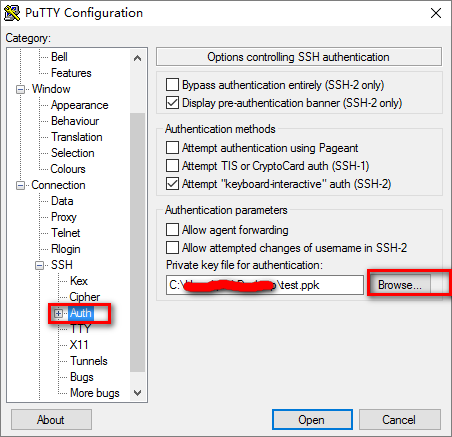 PuTTY Configuration
Category:
Bell
Features
Window
Appearance
Behaviour
Translation
Selection
Colours
Connection
Data
Proxy
Telnet
Rlogin
SSH
Kex
Cipher
Auth
TTY
X11
Tunnels
Bugs
More bugs
Options controlling SSH authentication
Bypass authentication entirely (SSH-2 only)
Display pre-authentication banner (SSH-2 only)
Authentication methods
Attempt authentication using Pageant
Attempt TIS or CryptoCard auth (SSH-1)
Attempt "keyboard-interactive" auth (SSH-2)
Authentication parameters
Allow agent forwarding
Allow attempted changes of username in SSH-2
Private key file for authentication:
C:\ \test.ppk
Browse...
About
Open
Cancel